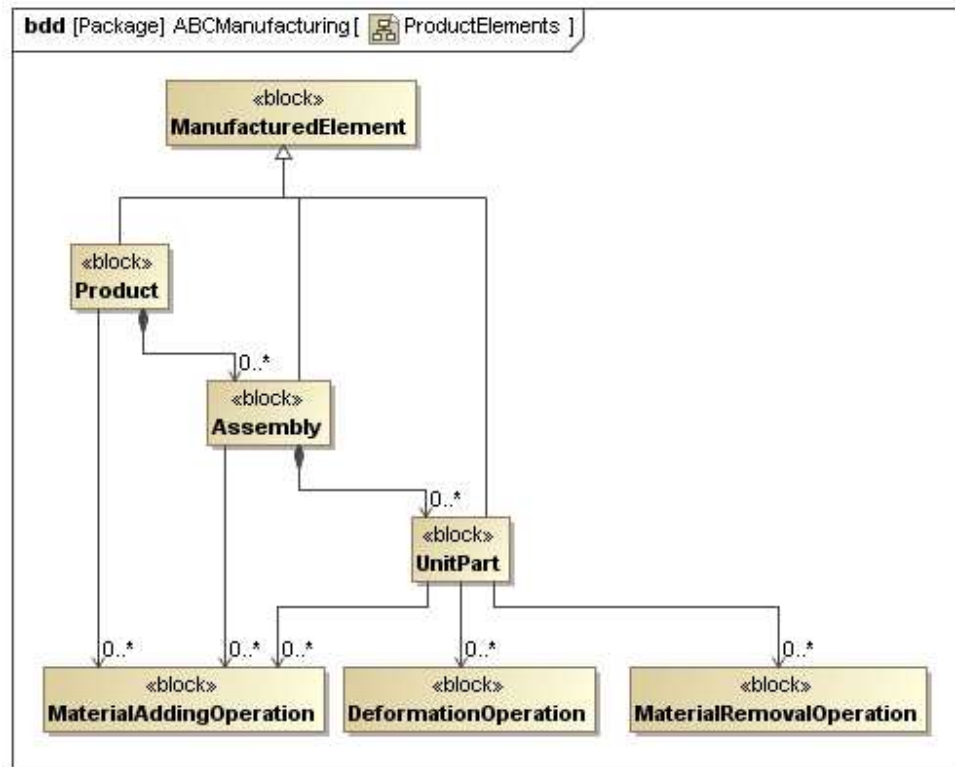 bdd [Package] ABCManufacturing [ ProductElements ]
«block»
ManufacturedElement
«block»
Product
0..*
«block»
Assembly
0..*
«block»
UnitPart
0..*
0..*
0..*
0..*
0..*
«block»
MaterialAddingOperation
«block»
DeformationOperation
«block»
MaterialRemovalOperation